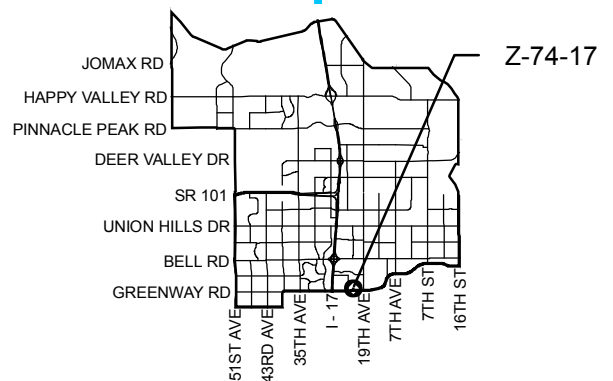 Z-74-17
JOMAX RD
HAPPY VALLEY RD
PINNACLE PEAK RD
DEER VALLEY DR
SR 101
UNION HILLS DR
BELL RD
GREENWAY RD
51ST AVE
43RD AVE
35TH AVE
I - 17
19TH AVE
7TH AVE
7TH ST
16TH ST